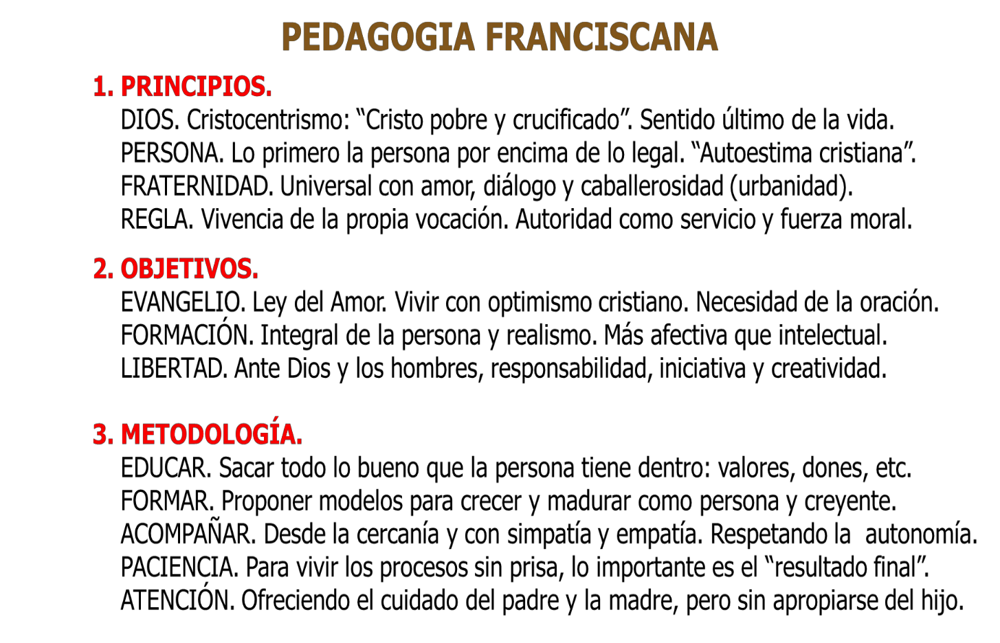 PEDAGOGIA FRANCISCANA
1. PRINCIPIOS.
DIOS. Cristocentrismo: “Cristo pobre y crucificado”. Sentido último de la vida.
PERSONA. Lo primero la persona por encima de lo legal. “Autoestima cristiana”.
FRATERNIDAD. Universal con amor, diálogo y caballerosidad (urbanidad).
REGLA. Vivencia de la propia vocación. Autoridad como servicio y fuerza moral.
2. OBJETIVOS.
EVANGELIO. Ley del Amor. Vivir con optimismo cristiano. Necesidad de la oración.
FORMACIÓN. Integral de la persona y realismo. Más afectiva que intelectual.
LIBERTAD. Ante Dios y los hombres, responsabilidad, iniciativa y creatividad.
3. METODOLOGÍA.
EDUCAR. Sacar todo lo bueno que la persona tiene dentro: valores, dones, etc.
FORMAR. Proponer modelos para crecer y madurar como persona y creyente.
ACOMPAÑAR. Desde la cercanía y con simpatía y empatía. Respetando la  autonomía.
PACIENCIA. Para vivir los procesos sin prisa, lo importante es el “resultado final”.
ATENCIÓN. Ofreciendo el cuidado del padre y la madre, pero sin apropiarse del hijo.